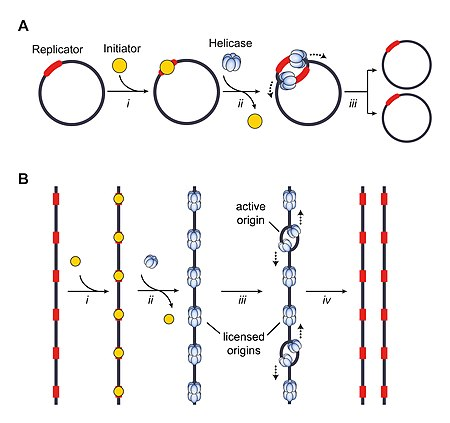 A
Replicator
Initiator
Helicase
i
ii
iii
B
active
origin
i
ii
iii
iv
licensed
origins